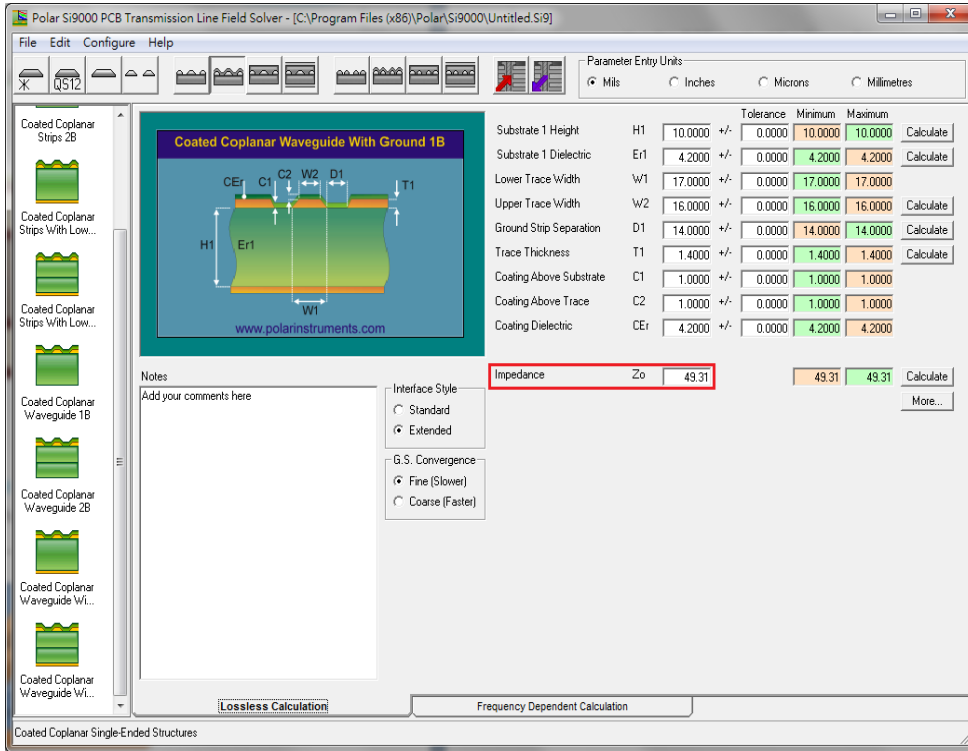 Polar Si9000 PCB Transmission Line Field Solver - [C:\Program Files (x86)\Polar\Si9000\Untitled.Si9]
File Edit Configure Help
QS12
Parameter Entry Units
Mils Inches Microns Millimetres
Coated Coplanar
Strips 2B
Coated Coplanar
Strips With Low...
Coated Coplanar
Strips With Low...
Coated Coplanar
Waveguide 1B
Coated Coplanar
Waveguide 2B
Coated Coplanar
Waveguide Wi...
Coated Coplanar
Waveguide Wi...
Coated Coplanar Waveguide With Ground 1B
CEr C1 C2 W2 D1 T1
H1 Er1
W1
www.polarinstruments.com
Tolerance Minimum Maximum
Substrate 1 Height H1 10.0000 +/- 0.0000 10.0000 10.0000 Calculate
Substrate 1 Dielectric Er1 4.2000 +/- 0.0000 4.2000 4.2000 Calculate
Lower Trace Width W1 17.0000 +/- 0.0000 17.0000 17.0000
Upper Trace Width W2 16.0000 +/- 0.0000 16.0000 16.0000 Calculate
Ground Strip Separation D1 14.0000 +/- 0.0000 14.0000 14.0000 Calculate
Trace Thickness T1 1.4000 +/- 0.0000 1.4000 1.4000 Calculate
Coating Above Substrate C1 1.0000 +/- 0.0000 1.0000 1.0000
Coating Above Trace C2 1.0000 +/- 0.0000 1.0000 1.0000
Coating Dielectric CEr 4.2000 +/- 0.0000 4.2000 4.2000
Impedance Zo 49.31 49.31 49.31 Calculate
More...
Notes
Add your comments here
Interface Style
Standard
Extended
G.S. Convergence
Fine (Slower)
Coarse (Faster)
Lossless Calculation
Frequency Dependent Calculation
Coated Coplanar Single-Ended Structures